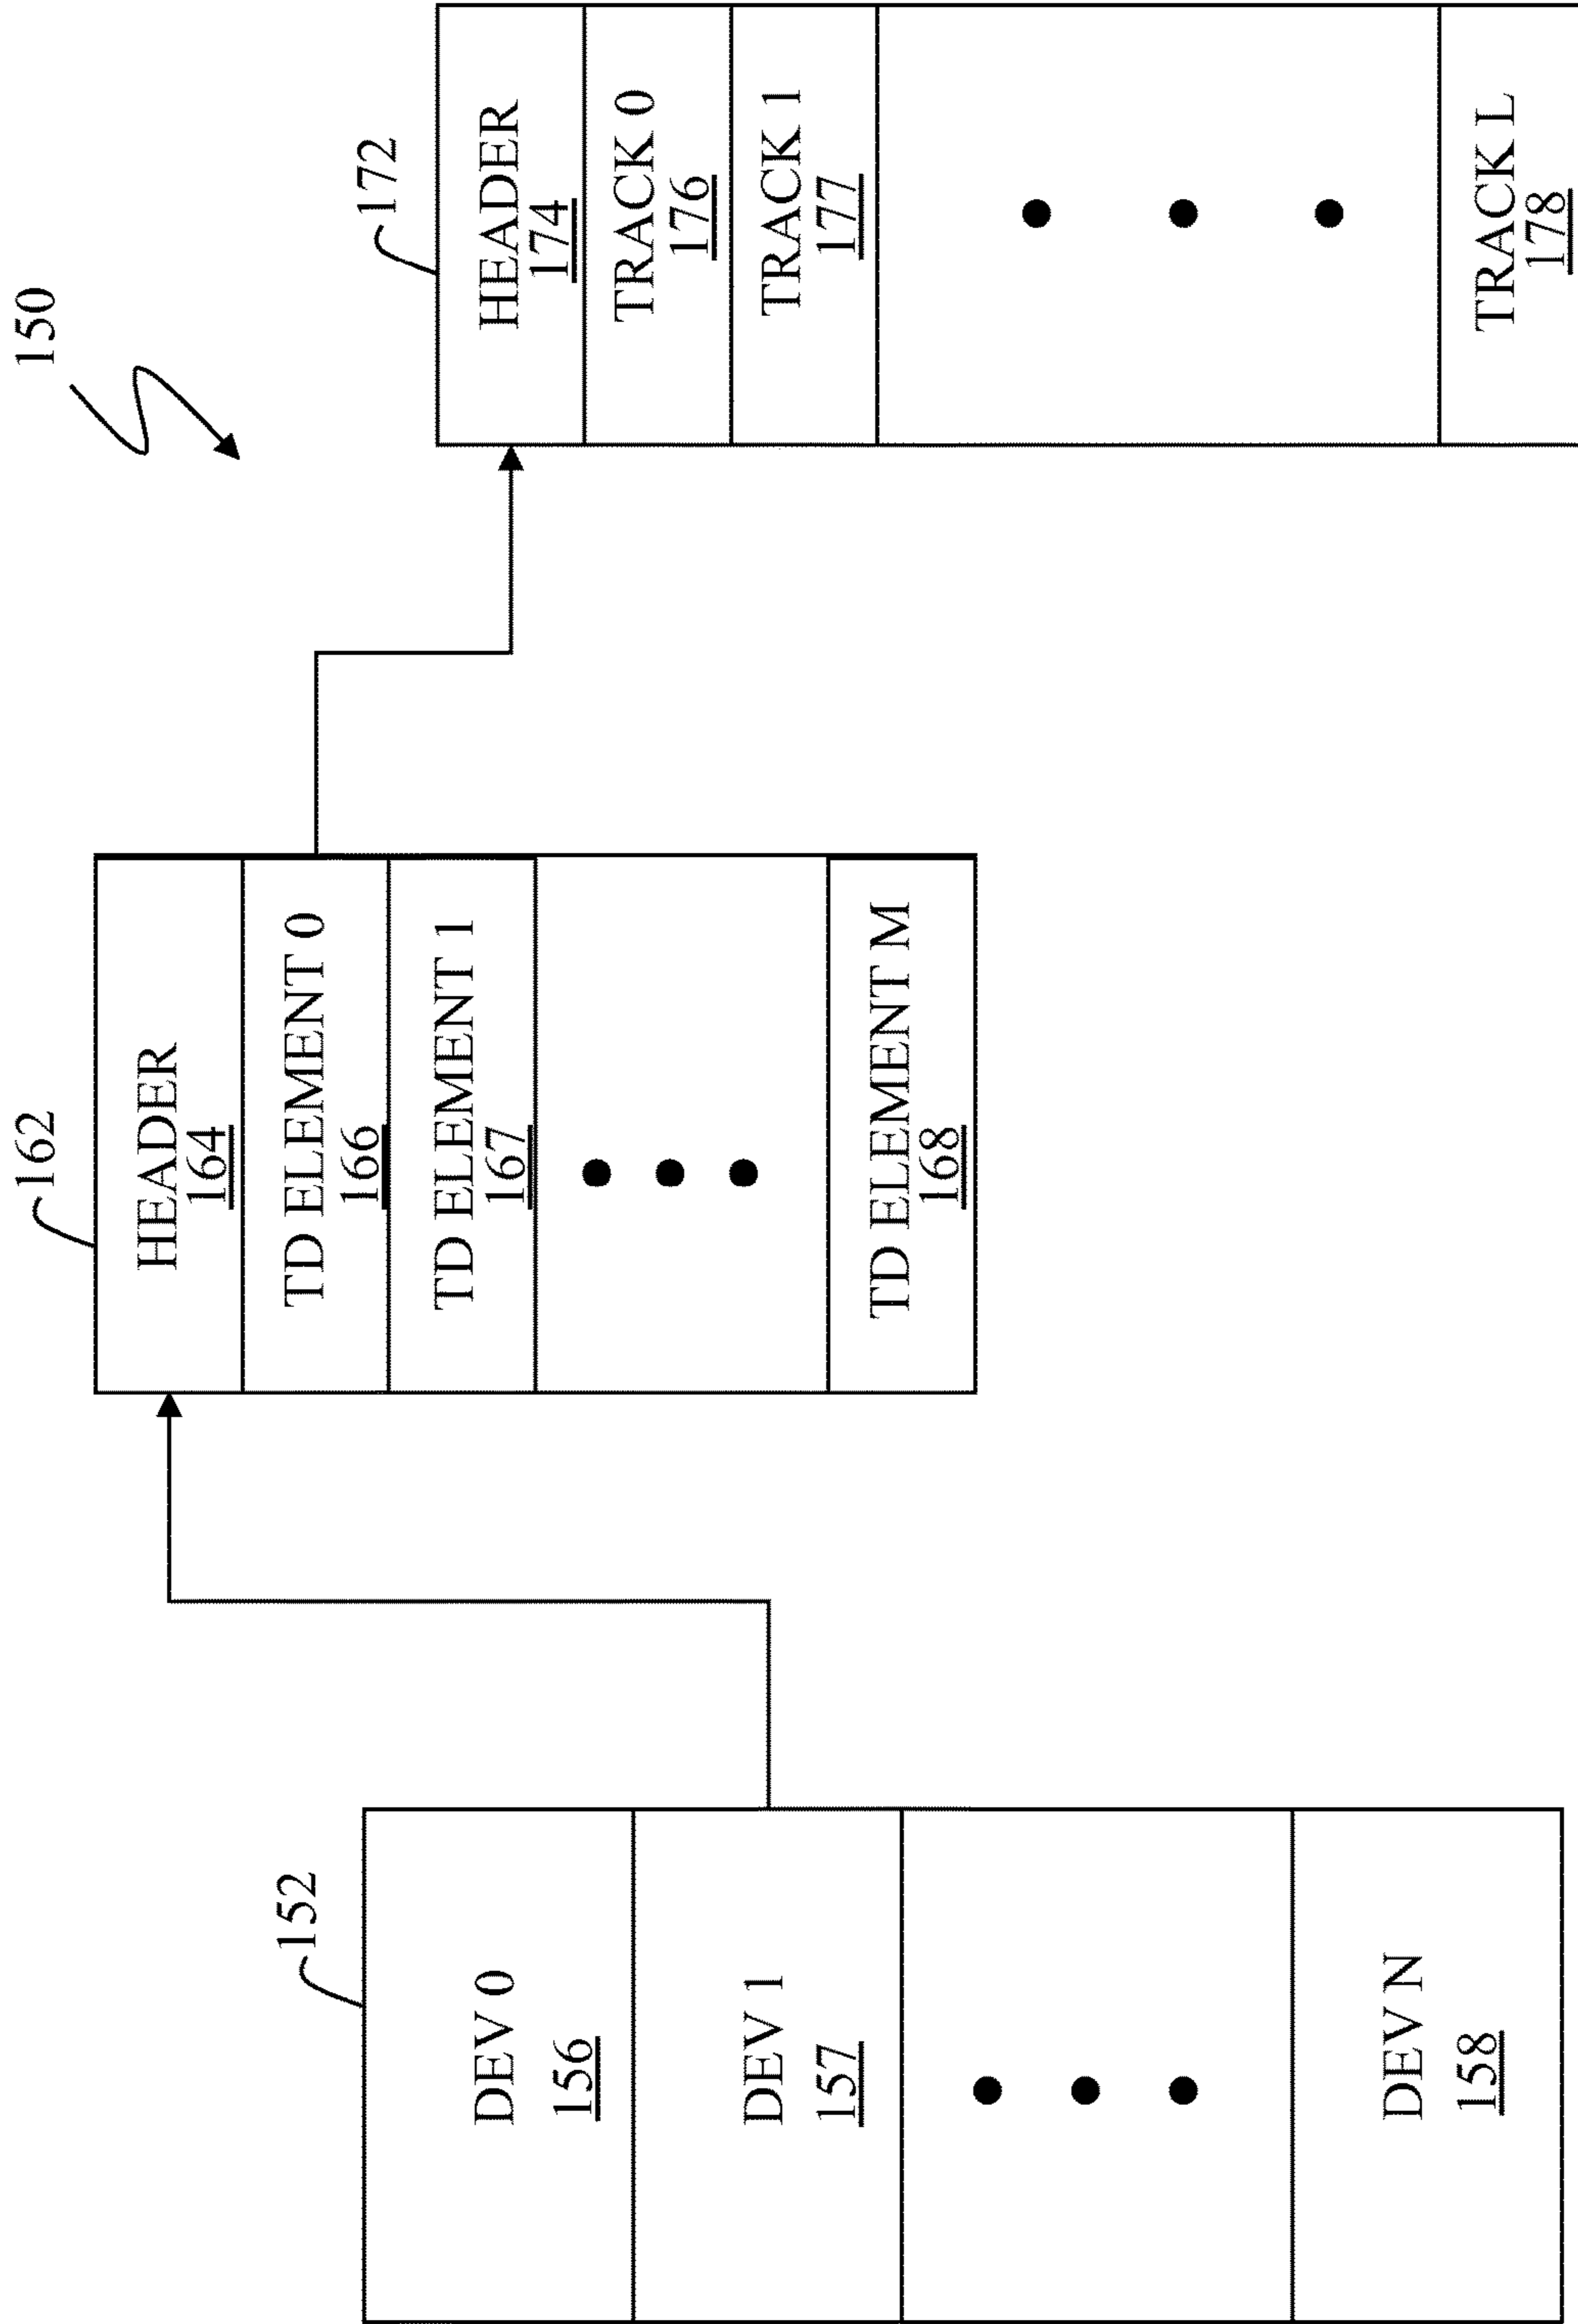 150
152
DEV 0
156
DEV 1
157
DEV N
158
162
HEADER
164
TD ELEMENT 0
166
TD ELEMENT 1
167
TD ELEMENT M
168
172
HEADER
174
TRACK 0
176
TRACK 1
177
TRACK L
178